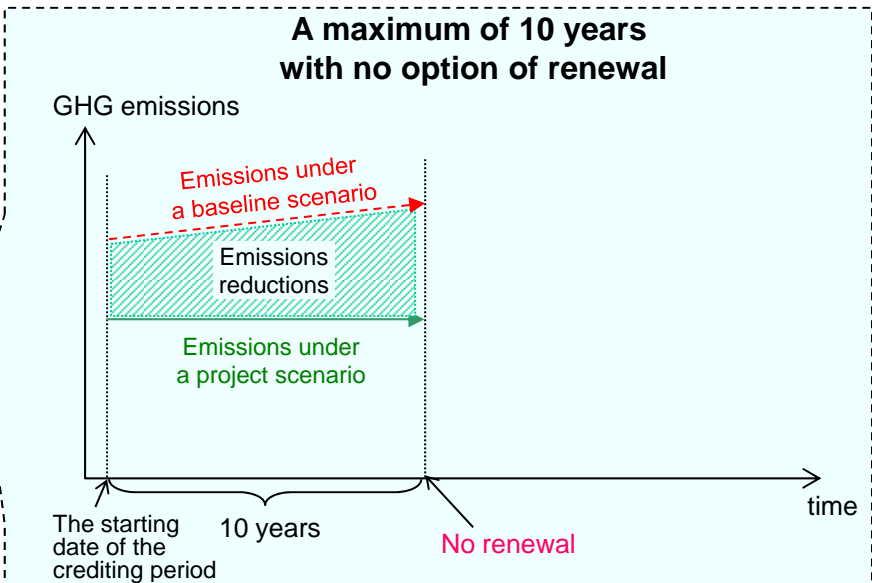 A maximum of 10 years
with no option of renewal
GHG emissions
Emissions under
a baseline scenario
Emissions
reductions
Emissions under
a project scenario
time
The starting
date of the
crediting period
10 years
No renewal